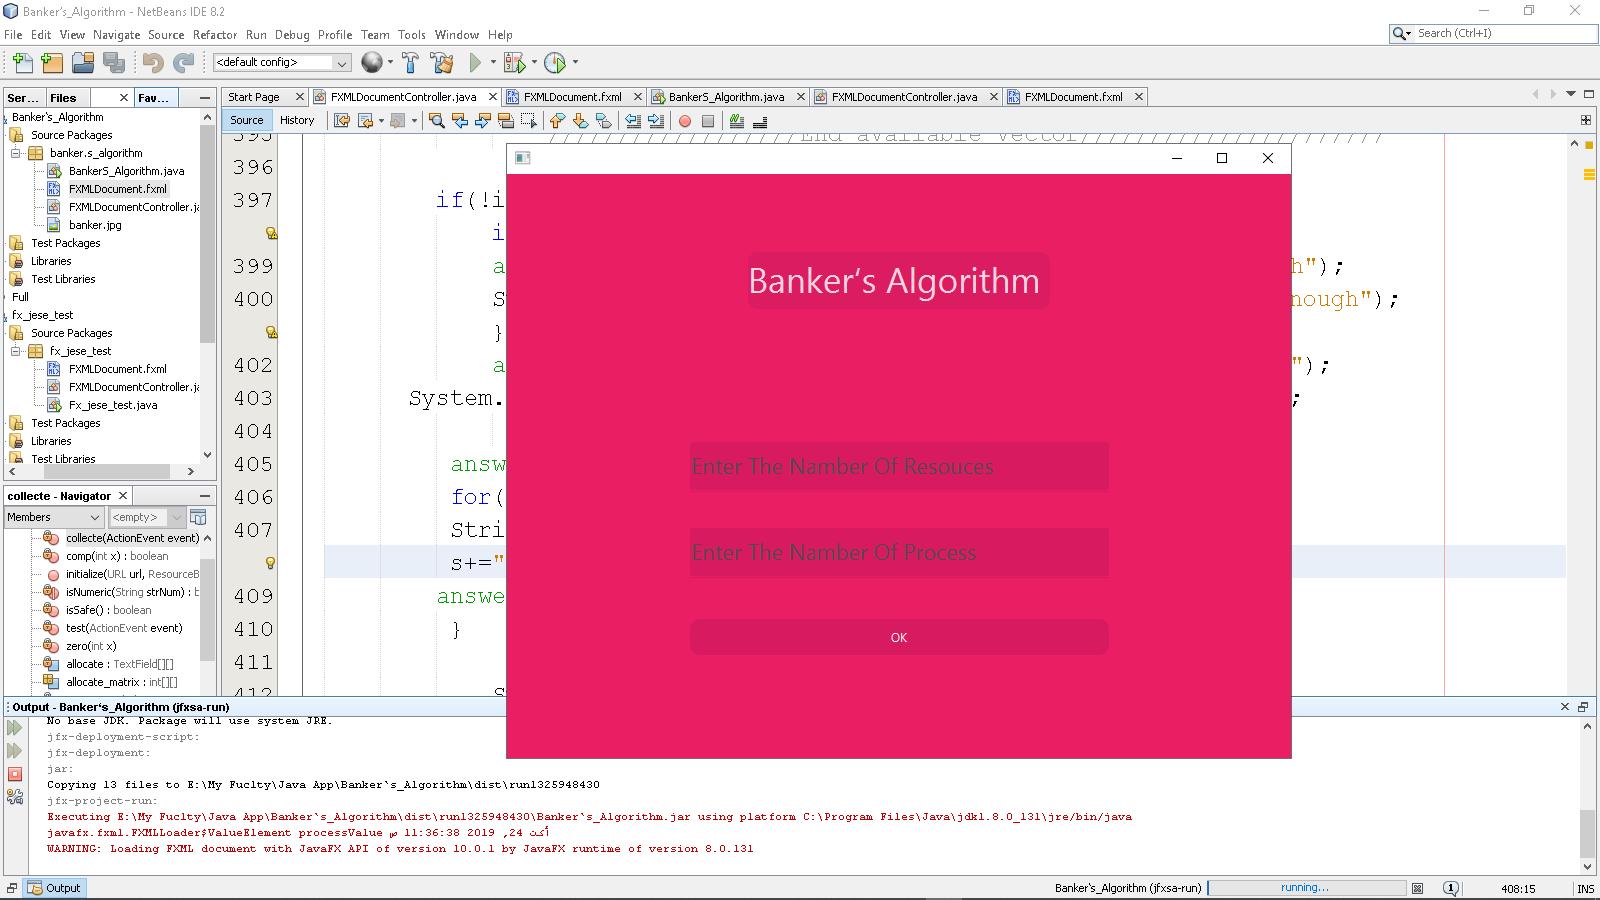 Banker's_Algorithm - NetBeans IDE 8.2
File Edit View Navigate Source Refactor Run Debug Profile Team Tools Window Help
Search (Ctrl+I)
<default config>
Ser... Files Fav...
Start Page FXMLDocumentController.java FXMLDocument.fxml BankerS_Algorithm.java FXMLDocumentController.java FXMLDocument.fxml
Source History
Banker`s_Algorithm
Source Packages
banker.s_algorithm
BankerS_Algorithm.java
FXMLDocument.fxml
FXMLDocumentController.ja
banker.jpg
Test Packages
Libraries
Test Libraries
Full
fx_jese_test
Source Packages
fx_jese_test
FXMLDocument.fxml
FXMLDocumentController.ja
Fx_jese_test.java
Test Packages
Libraries
Test Libraries
collecte - Navigator
Members <empty>
collecte(ActionEvent event)
comp(int x) : boolean
initialize(URL url, ResourceB
isNumeric(String strNum) : b
isSafe() : boolean
test(ActionEvent event)
zero(int x)
allocate : TextField[][]
allocate_matrix : int[][]
395 End available vector////////////////////
396
397 if(!i
i
399 a h");
400 S nough");
}
402 a ");
403 System. ;
404
405 answ
406 for(
407 Stri
s+="
409 answe
410 }
411
412 S
Banker`s Algorithm
Enter The Namber Of Resouces
Enter The Namber Of Process
OK
Output - Banker`s_Algorithm (jfxsa-run)
No base JDK. Package will use system JRE.
jfx-deployment-script:
jfx-deployment:
jar:
Copying 13 files to E:\My Fuclty\Java App\Banker`s_Algorithm\dist\run1325948430
jfx-project-run:
Executing E:\My Fuclty\Java App\Banker`s_Algorithm\dist\run1325948430\Banker`s_Algorithm.jar using platform C:\Program Files\Java\jdk1.8.0_131\jre/bin/java
javafx.fxml.FXMLLoader$ValueElement processValue ص 11:36:38 2019 ,24 أكت
WARNING: Loading FXML document with JavaFX API of version 10.0.1 by JavaFX runtime of version 8.0.131
Output
Banker`s_Algorithm (jfxsa-run) running... 1 408:15 INS